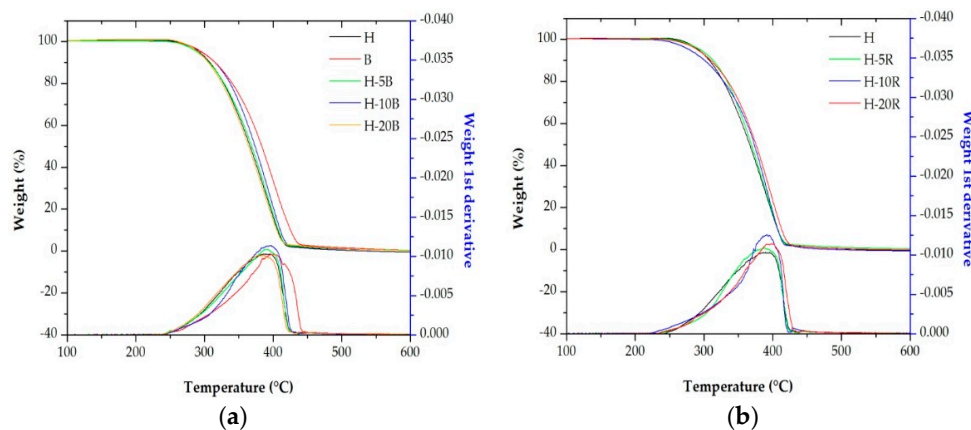 H
B
H-5B
H-10B
H-20B
100
80
60
40
20
0
-20
-40
Weight (%)
-0.040
-0.035
-0.030
-0.025
-0.020
-0.015
-0.010
-0.005
0.000
Weight 1st derivative
100 200 300 400 500 600
Temperature (°C)
(a)
H
H-5R
H-10R
H-20R
100
80
60
40
20
0
-20
-40
Weight (%)
-0.040
-0.035
-0.030
-0.025
-0.020
-0.015
-0.010
-0.005
0.000
Weight 1st derivative
100 200 300 400 500 600
Temperature (°C)
(b)